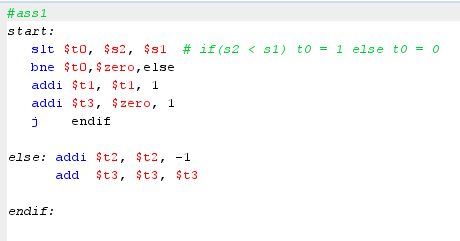 #ass1
start:
slt $t0, $s2, $s1 # if(s2 < s1) t0 = 1 else t0 = 0
bne $t0,$zero,else
addi $t1, $t1, 1
addi $t3, $zero, 1
j endif
else: addi $t2, $t2, -1
add $t3, $t3, $t3
endif: